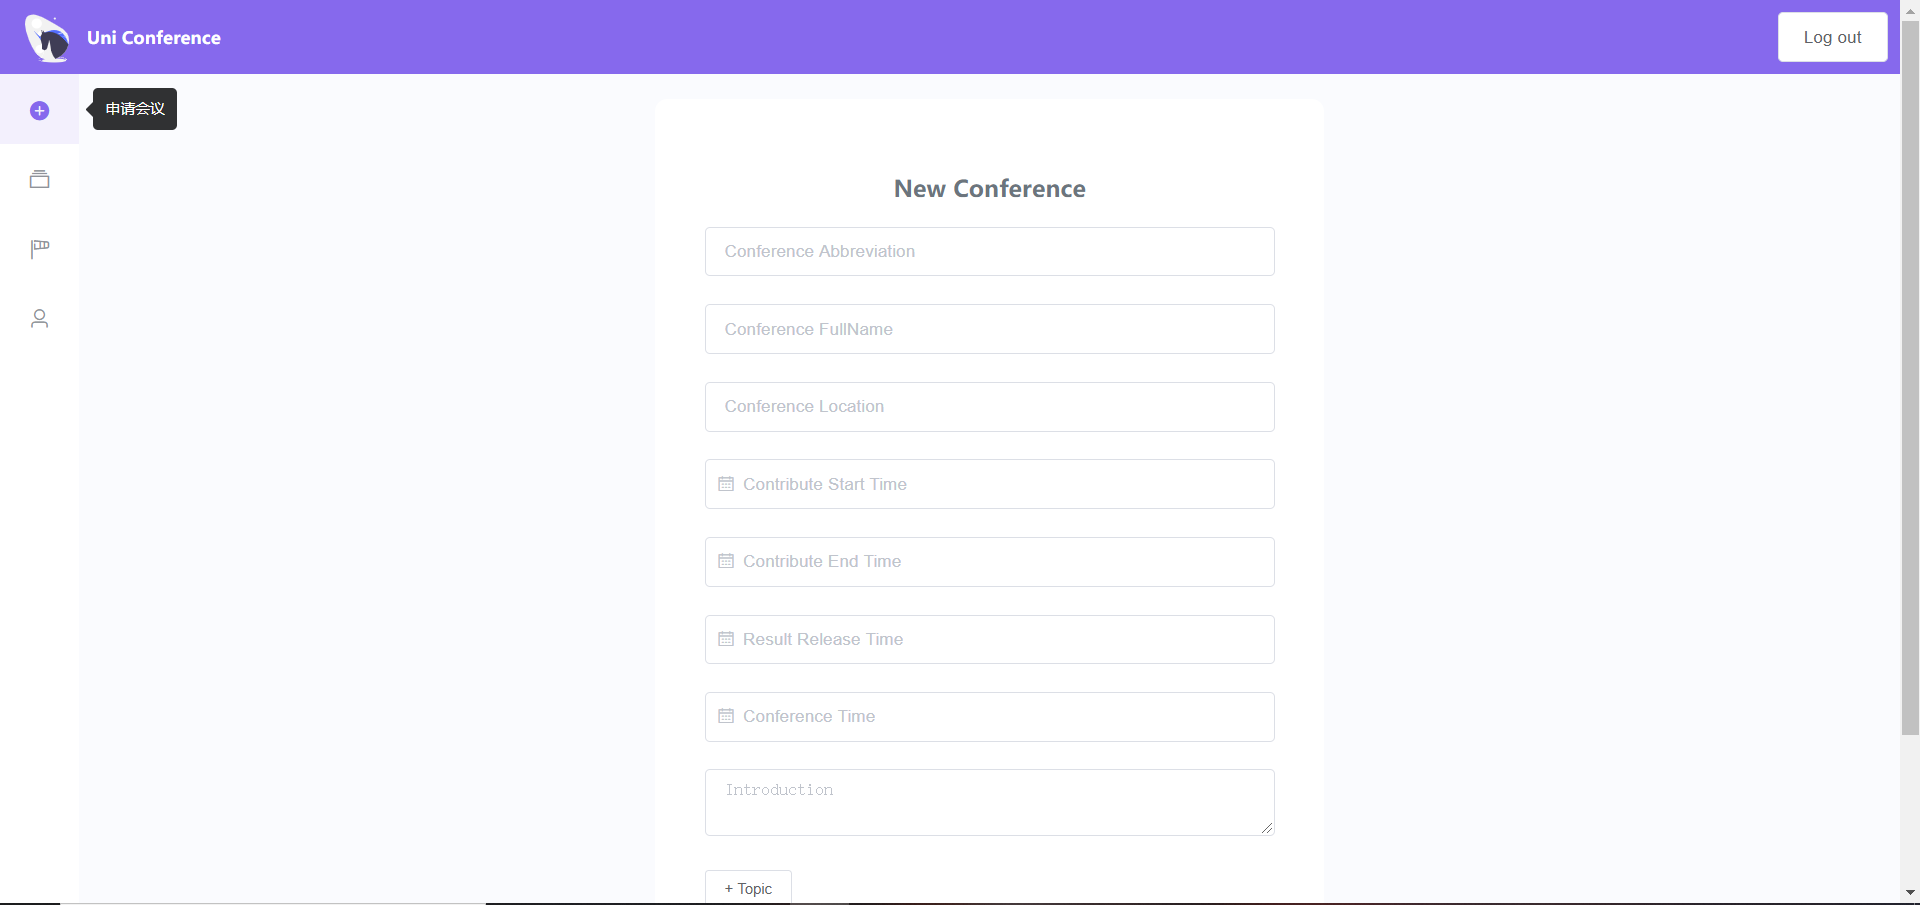 Uni Conference
Log out
申请会议
New Conference
Conference Abbreviation
Conference FullName
Conference Location
Contribute Start Time
Contribute End Time
Result Release Time
Conference Time
Introduction
+ Topic